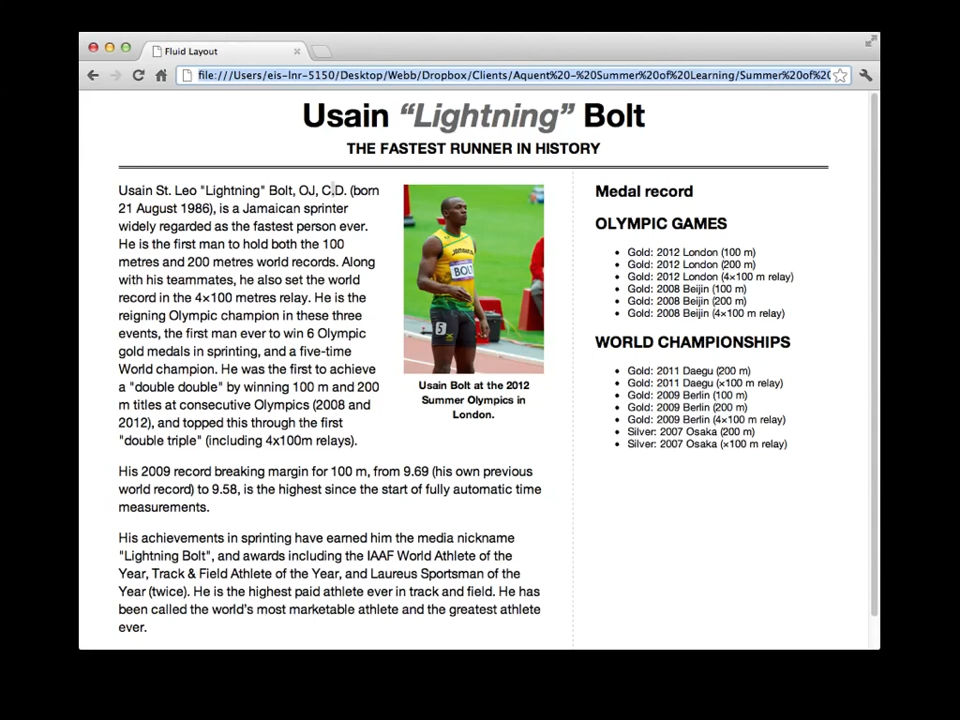 Fluid Layout
file:///Users/eis-lnr-5150/Desktop/Webb/Dropbox/Clients/Aquent%20-%20Summer%20of%20Learning/Summer%20of%20
Usain “Lightning” Bolt
THE FASTEST RUNNER IN HISTORY
Usain St. Leo "Lightning" Bolt, OJ, C.D. (born
21 August 1986), is a Jamaican sprinter
widely regarded as the fastest person ever.
He is the first man to hold both the 100
metres and 200 metres world records. Along
with his teammates, he also set the world
record in the 4×100 metres relay. He is the
reigning Olympic champion in these three
events, the first man ever to win 6 Olympic
gold medals in sprinting, and a five-time
World champion. He was the first to achieve
a "double double" by winning 100 m and 200
m titles at consecutive Olympics (2008 and
2012), and topped this through the first
"double triple" (including 4x100m relays).
BOLT
5
Usain Bolt at the 2012
Summer Olympics in
London.
His 2009 record breaking margin for 100 m, from 9.69 (his own previous
world record) to 9.58, is the highest since the start of fully automatic time
measurements.
His achievements in sprinting have earned him the media nickname
"Lightning Bolt", and awards including the IAAF World Athlete of the
Year, Track & Field Athlete of the Year, and Laureus Sportsman of the
Year (twice). He is the highest paid athlete ever in track and field. He has
been called the world's most marketable athlete and the greatest athlete
ever.
Medal record
OLYMPIC GAMES
• Gold: 2012 London (100 m)
• Gold: 2012 London (200 m)
• Gold: 2012 London (4×100 m relay)
• Gold: 2008 Beijin (100 m)
• Gold: 2008 Beijin (200 m)
• Gold: 2008 Beijin (4×100 m relay)
WORLD CHAMPIONSHIPS
• Gold: 2011 Daegu (200 m)
• Gold: 2011 Daegu (×100 m relay)
• Gold: 2009 Berlin (100 m)
• Gold: 2009 Berlin (200 m)
• Gold: 2009 Berlin (4×100 m relay)
• Silver: 2007 Osaka (200 m)
• Silver: 2007 Osaka (×100 m relay)